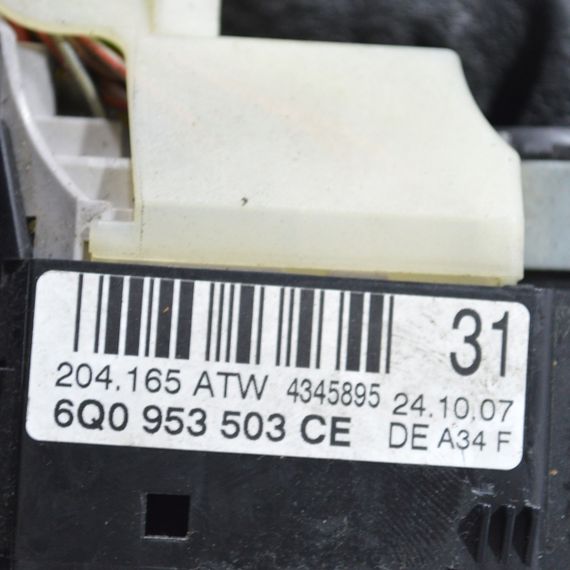 31
204.165 ATW 4345895 24.10.07
6Q0 953 503 CE DE A34 F